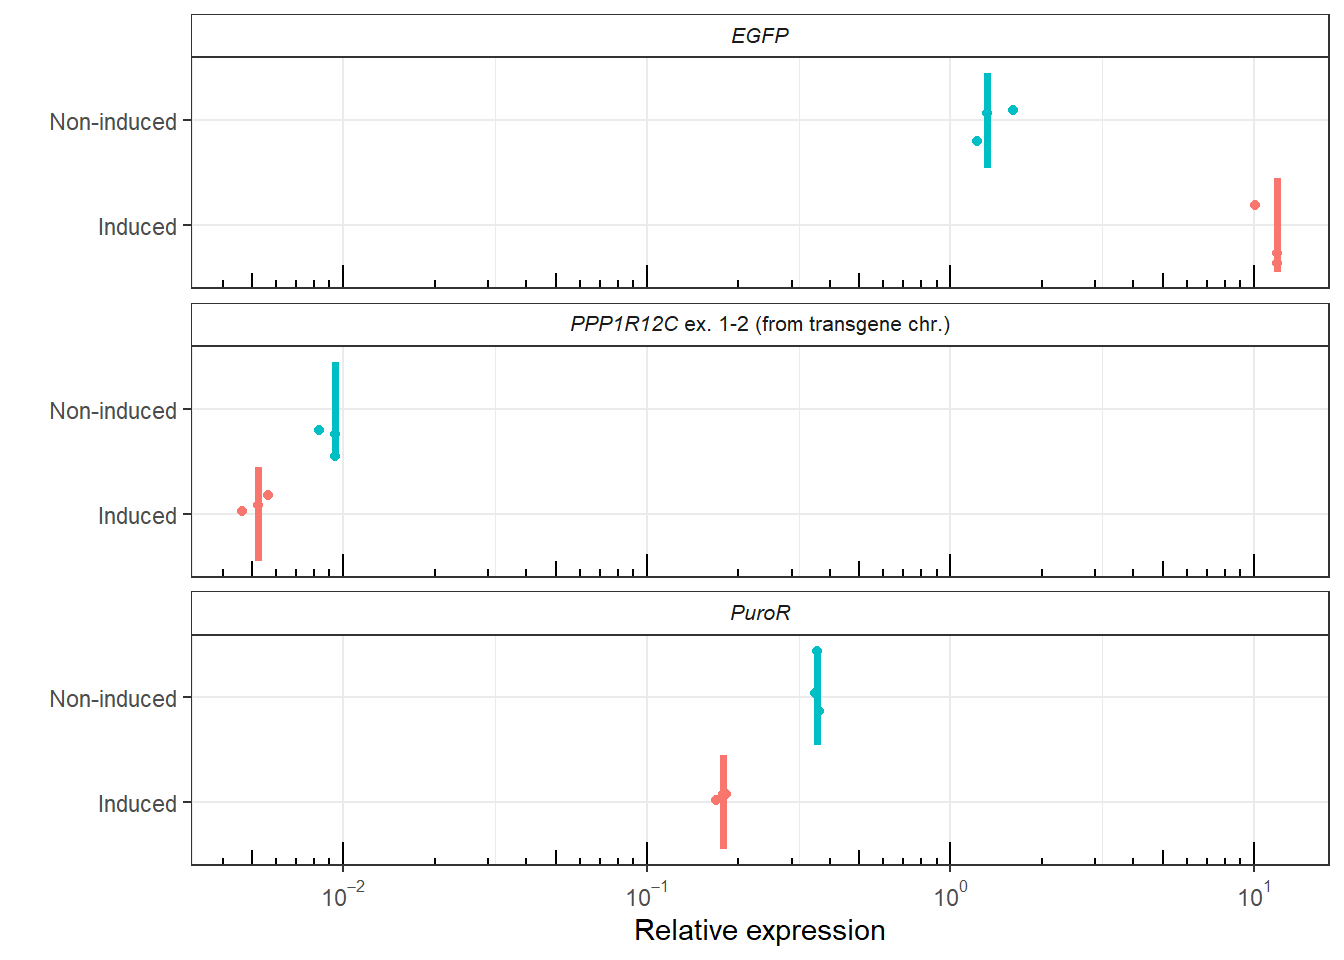 EGFP
Non-induced
Induced
PPP1R12C ex. 1-2 (from transgene chr.)
Non-induced
Induced
PuroR
Non-induced
Induced
10⁻² 10⁻¹ 10⁰ 10¹
Relative expression